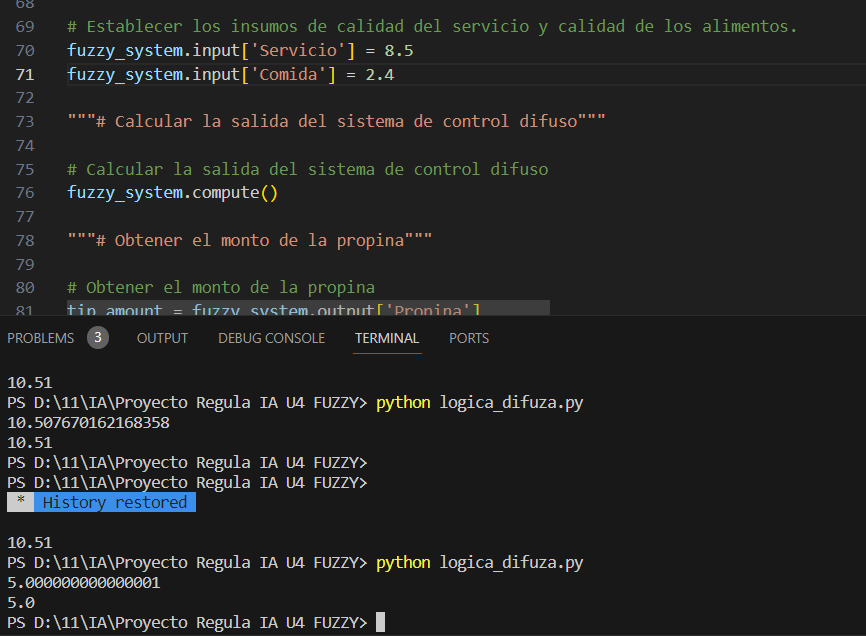 68
69 # Establecer los insumos de calidad del servicio y calidad de los alimentos.
70 fuzzy_system.input['Servicio'] = 8.5
71 fuzzy_system.input['Comida'] = 2.4
72
73 """# Calcular la salida del sistema de control difuso"""
74
75 # Calcular la salida del sistema de control difuso
76 fuzzy_system.compute()
77
78 """# Obtener el monto de la propina"""
79
80 # Obtener el monto de la propina
81 tip_amount = fuzzy_system.output['Propina']
PROBLEMS 3 OUTPUT DEBUG CONSOLE TERMINAL PORTS
10.51
PS D:\11\IA\Proyecto Regula IA U4 FUZZY> python logica_difuza.py
10.507670162168358
10.51
PS D:\11\IA\Proyecto Regula IA U4 FUZZY>
PS D:\11\IA\Proyecto Regula IA U4 FUZZY>
* History restored
10.51
PS D:\11\IA\Proyecto Regula IA U4 FUZZY> python logica_difuza.py
5.000000000000001
5.0
PS D:\11\IA\Proyecto Regula IA U4 FUZZY>